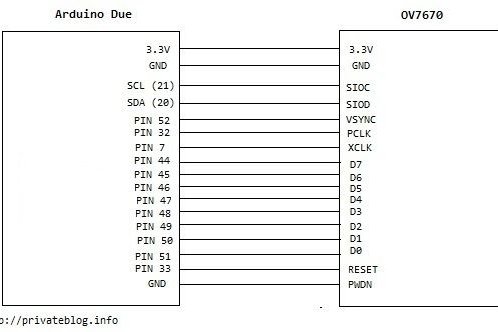 Arduino Due
OV7670
3.3V 3.3V
GND GND
SCL (21) SIOC
SDA (20) SIOD
PIN 52 VSYNC
PIN 32 PCLK
PIN 7 XCLK
PIN 44 D7
PIN 45 D6
PIN 46 D5
PIN 47 D4
PIN 48 D3
PIN 49 D2
PIN 50 D1
PIN 51 D0
PIN 33 RESET
GND PWDN
p://privateblog.info